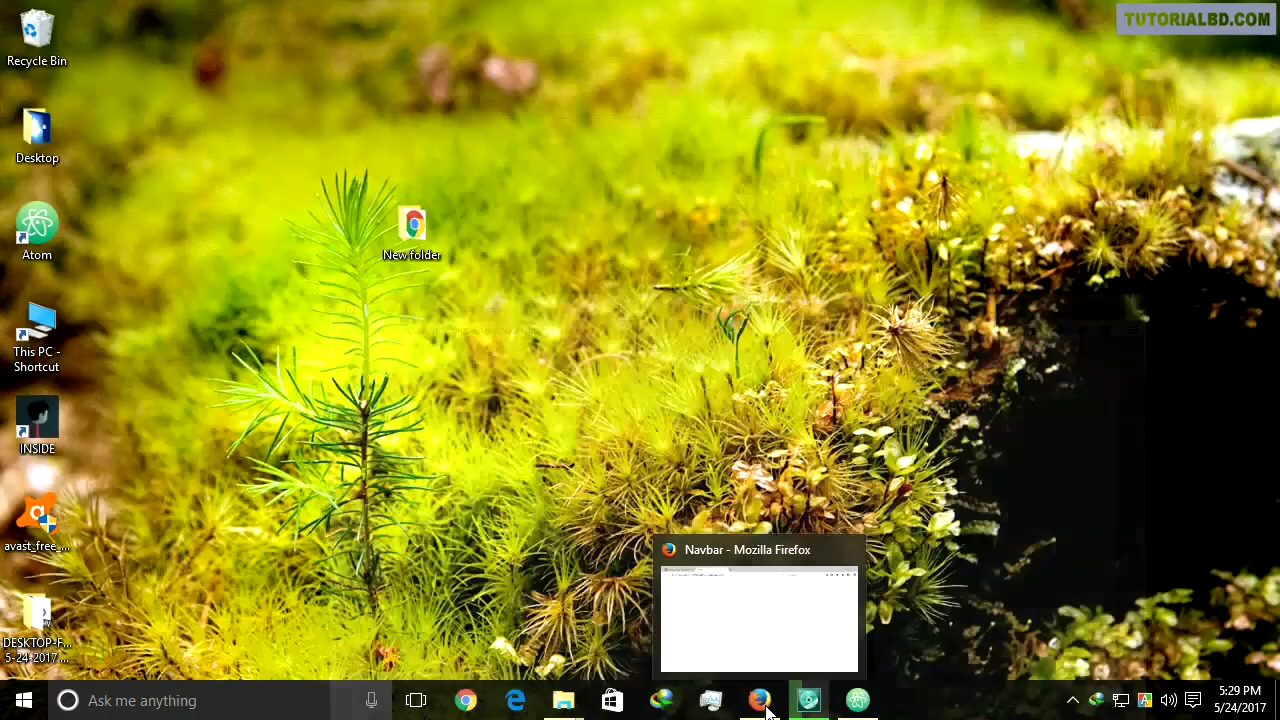 TUTORIALBD.COM
Recycle Bin
Desktop
Atom
New folder
This PC -
Shortcut
INSIDE
avast_free_...
DESKTOP-F...
5-24-2017 ...
Navbar - Mozilla Firefox
Ask me anything
5:29 PM
5/24/2017